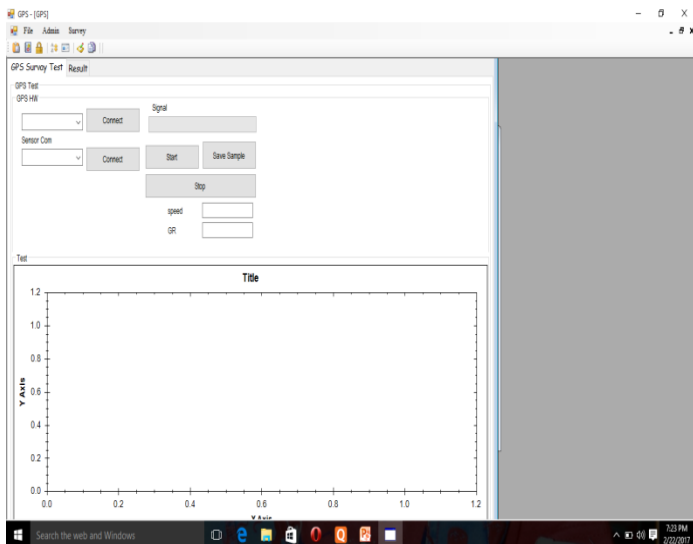 GPS - [GPS]
File Admin Survey
GPS Survay Test Result
GPS Test
GPS HW
Signal
Connect
Sensor Com
Connect Start Save Sample
Stop
speed
GR
Test
Title
1.2
1.0
0.8
0.6
0.4
0.2
0.0
Y Axis
0.0 0.2 0.4 0.6 0.8 1.0 1.2
X Axis
Search the web and Windows
7:23 PM
2/22/2017